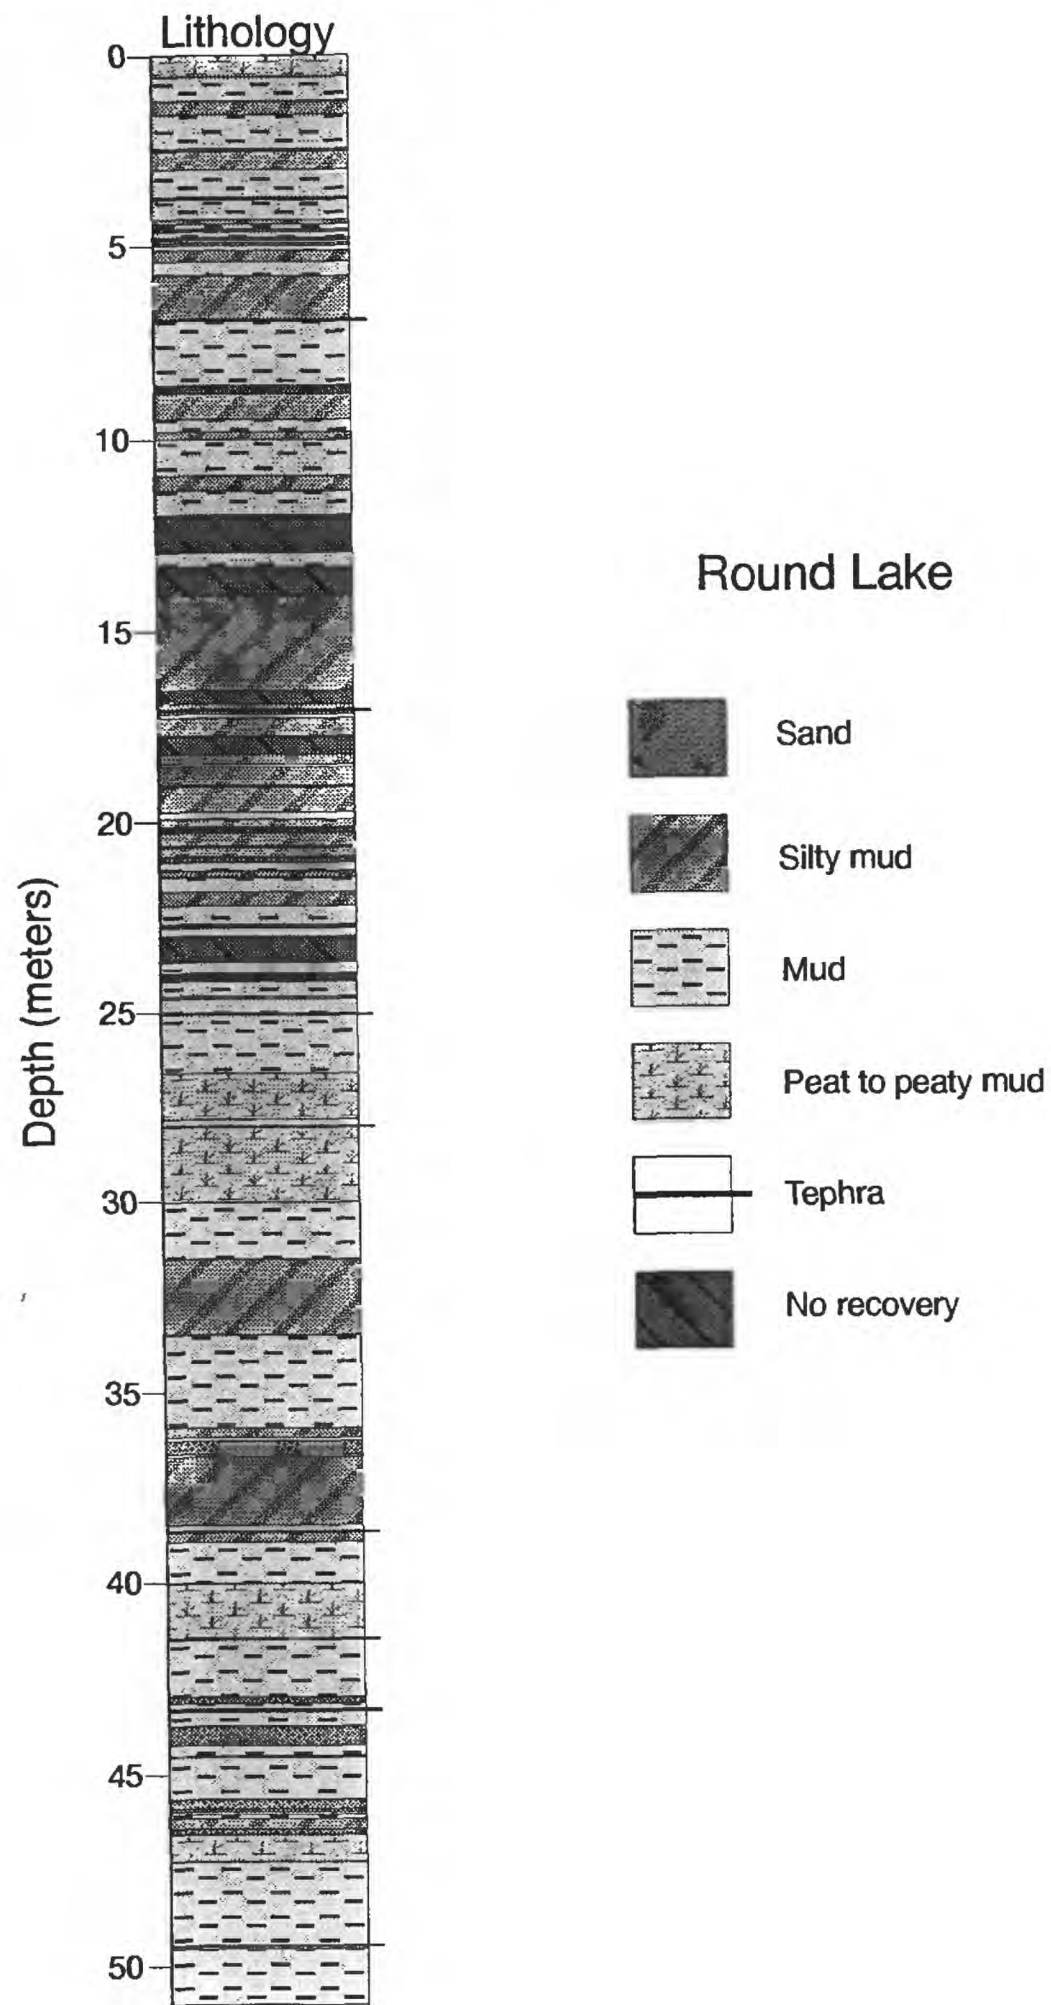 Lithology
0
5
10
15
20
25
30
35
40
45
50
Depth (meters)
Round Lake
Sand
Silty mud
Mud
Peat to peaty mud
Tephra
No recovery